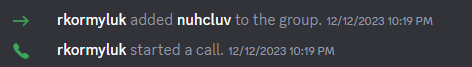 rkormyluk added nuhcluv to the group. 12/12/2023 10:19 PM
rkormyluk started a call. 12/12/2023 10:19 PM